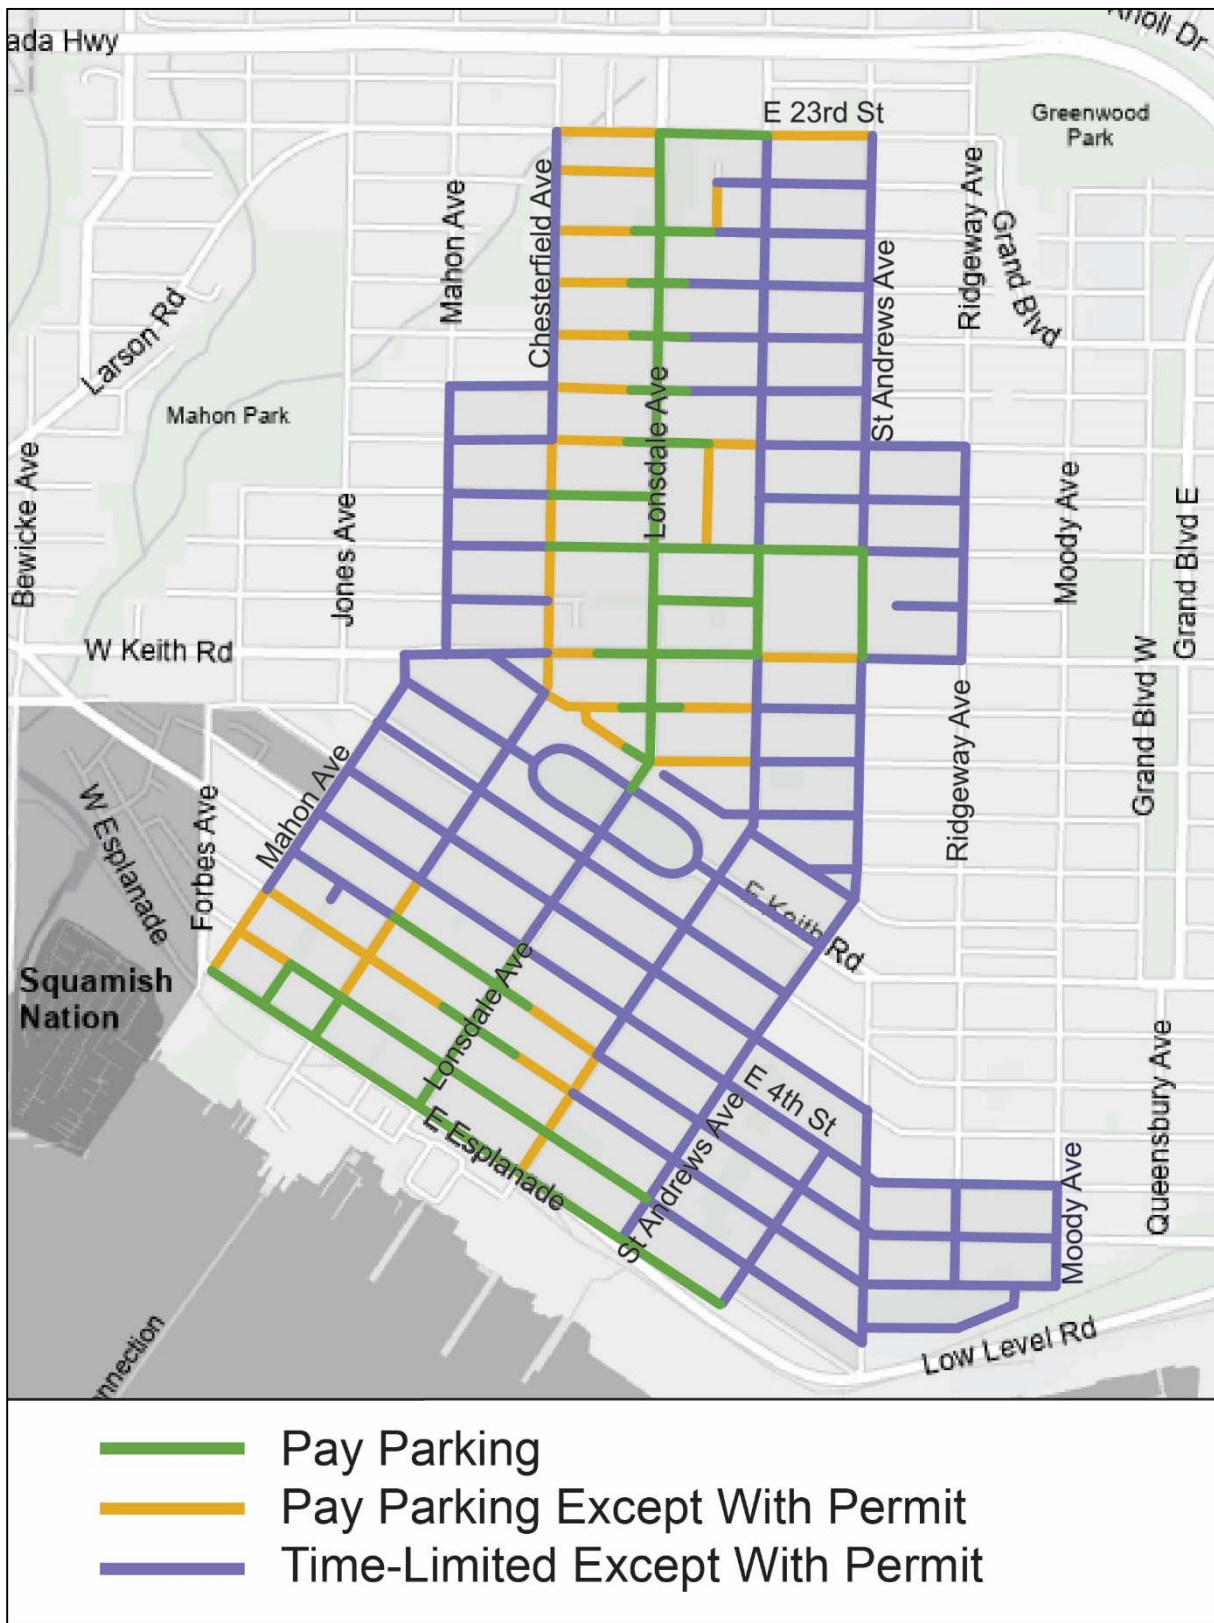 ada Hwy
Knoll Dr
E 23rd St
Greenwood
Park
Mahon Ave
Chesterfield Ave
St Andrews Ave
Ridgeway Ave
Grand Blvd
Larson Rd
Mahon Park
Lonsdale Ave
Bewicke Ave
Jones Ave
Moody Ave
Grand Blvd E
W Keith Rd
Grand Blvd W
Ridgeway Ave
W Esplanade
Forbes Ave
Mahon Ave
E Keith Rd
Squamish
Nation
Lonsdale Ave
E 4th St
E Esplanade
St Andrews Ave
Queensbury Ave
Moody Ave
Low Level Rd
nnection
Pay Parking
Pay Parking Except With Permit
Time-Limited Except With Permit